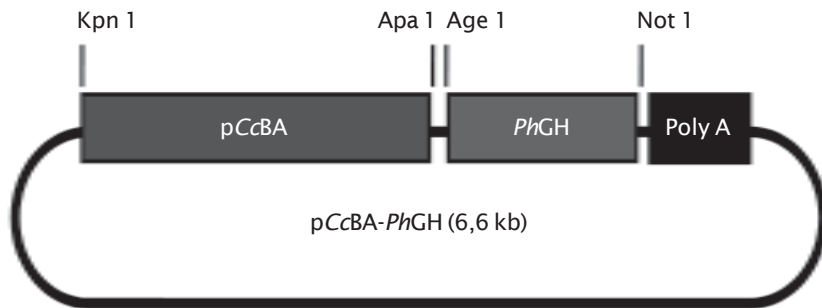 Kpn 1 Apa 1 Age 1 Not 1
pCcBA PhGH Poly A
pCcBA-PhGH (6,6 kb)